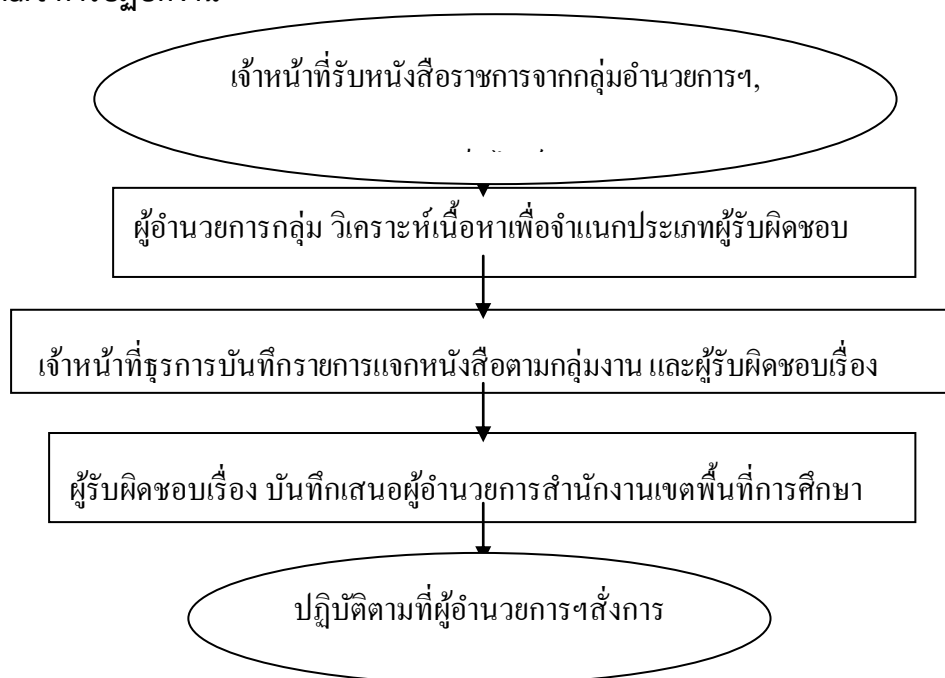 เจ้าหน้าที่รับหนังสือราชการจากกลุ่มอำนวยการฯ,
ผู้อำนวยการกลุ่ม วิเคราะห์เนื้อหาเพื่อจำแนกประเภทผู้รับผิดชอบ
เจ้าหน้าที่ธุรการบันทึกรายการแจกหนังสือตามกลุ่มงาน และผู้รับผิดชอบเรื่อง
ผู้รับผิดชอบเรื่อง บันทึกเสนอผู้อำนวยการสำนักงานเขตพื้นที่การศึกษา
ปฏิบัติตามที่ผู้อำนวยการฯสั่งการ